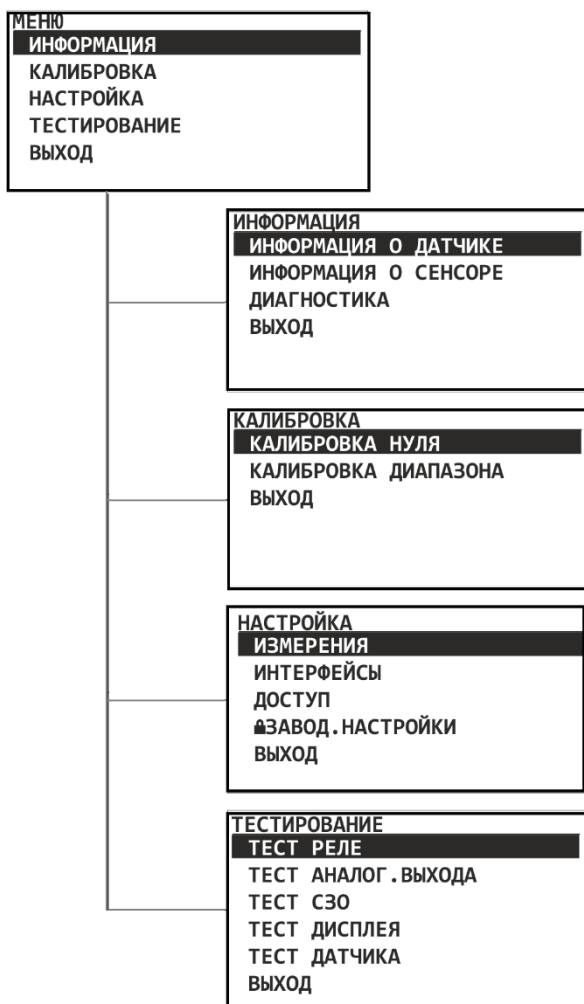 МЕНЮ
ИНФОРМАЦИЯ
КАЛИБРОВКА
НАСТРОЙКА
ТЕСТИРОВАНИЕ
ВЫХОД
ИНФОРМАЦИЯ
ИНФОРМАЦИЯ О ДАТЧИКЕ
ИНФОРМАЦИЯ О СЕНСОРЕ
ДИАГНОСТИКА
ВЫХОД
КАЛИБРОВКА
КАЛИБРОВКА НУЛЯ
КАЛИБРОВКА ДИАПАЗОНА
ВЫХОД
НАСТРОЙКА
ИЗМЕРЕНИЯ
ИНТЕРФЕЙСЫ
ДОСТУП
ЗАВОД.НАСТРОЙКИ
ВЫХОД
ТЕСТИРОВАНИЕ
ТЕСТ РЕЛЕ
ТЕСТ АНАЛОГ.ВЫХОДА
ТЕСТ СЗО
ТЕСТ ДИСПЛЕЯ
ТЕСТ ДАТЧИКА
ВЫХОД